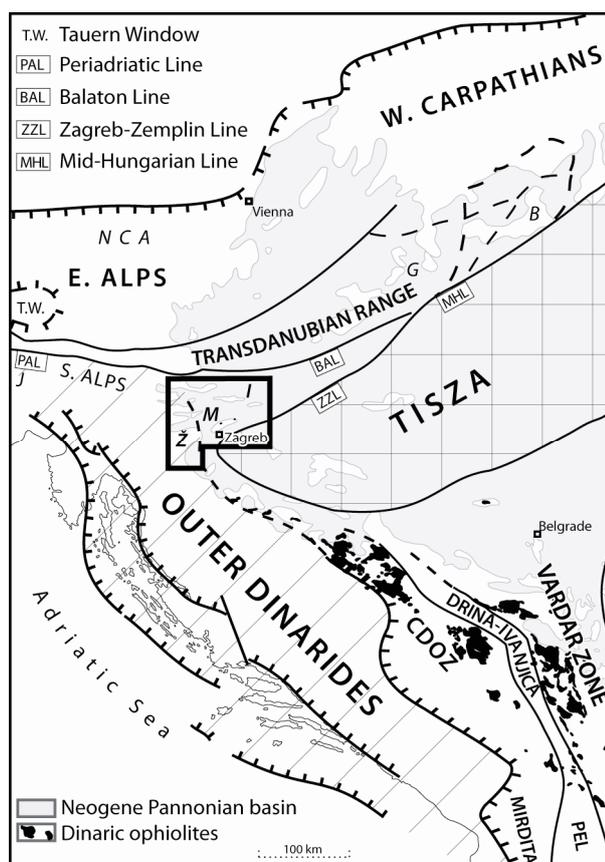 T.W. Tauern Window
PAL Periadriatic Line
BAL Balaton Line
ZZL Zagreb-Zemplin Line
MHL Mid-Hungarian Line
W. CARPATHIANS
Vienna
NCA
B
E. ALPS
G
T.W.
MHL
TRANSDANUBIAN RANGE
PAL
BAL
J
S. ALPS
I
ZZL
TISZA
M.
Ž
Zagreb
OUTER DINARIDES
Belgrade
VARDAR ZONE
DRINA-IVANJICA
CDOZ
Adriatic Sea
MIRDITA
PEL
Neogene Pannonian basin
Dinaric ophiolites
100 km